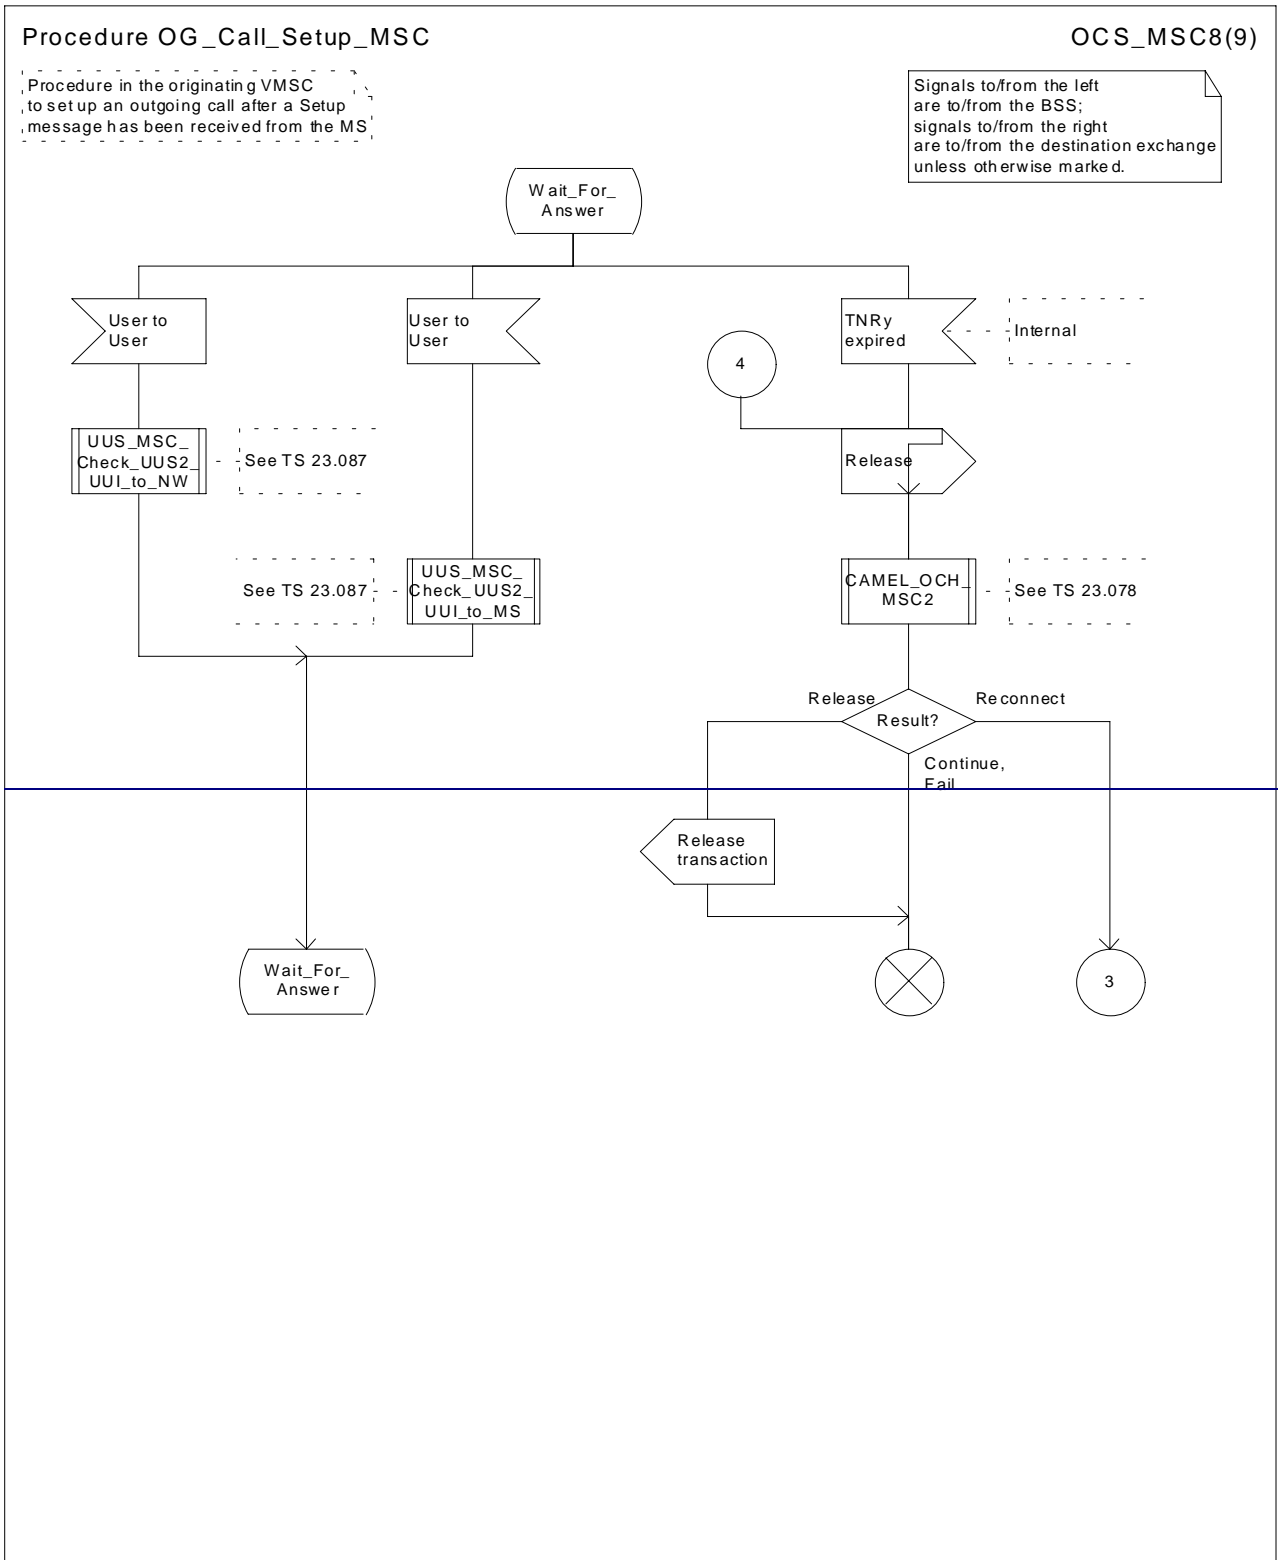 Procedure OG_Call_Setup_MSC
OCS_MSC8(9)
Procedure in the originating VMSC
to set up an outgoing call after a Setup
message has been received from the MS
Signals to/from the left
are to/from the BSS;
signals to/from the right
are to/from the destination exchange
unless otherwise marked.
Wait_For_
Answer
User to
User
User to
User
TNRy
expired
Internal
4
UUS_MSC_
Check_UUS2_
UUI_to_NW
See TS 23.087
Release
See TS 23.087
UUS_MSC_
Check_UUS2_
UUI_to_MS
CAMEL_OCH_
MSC2
See TS 23.078
Release
Result?
Reconnect
Continue,
Fail
Release
transaction
Wait_For_
Answer
3